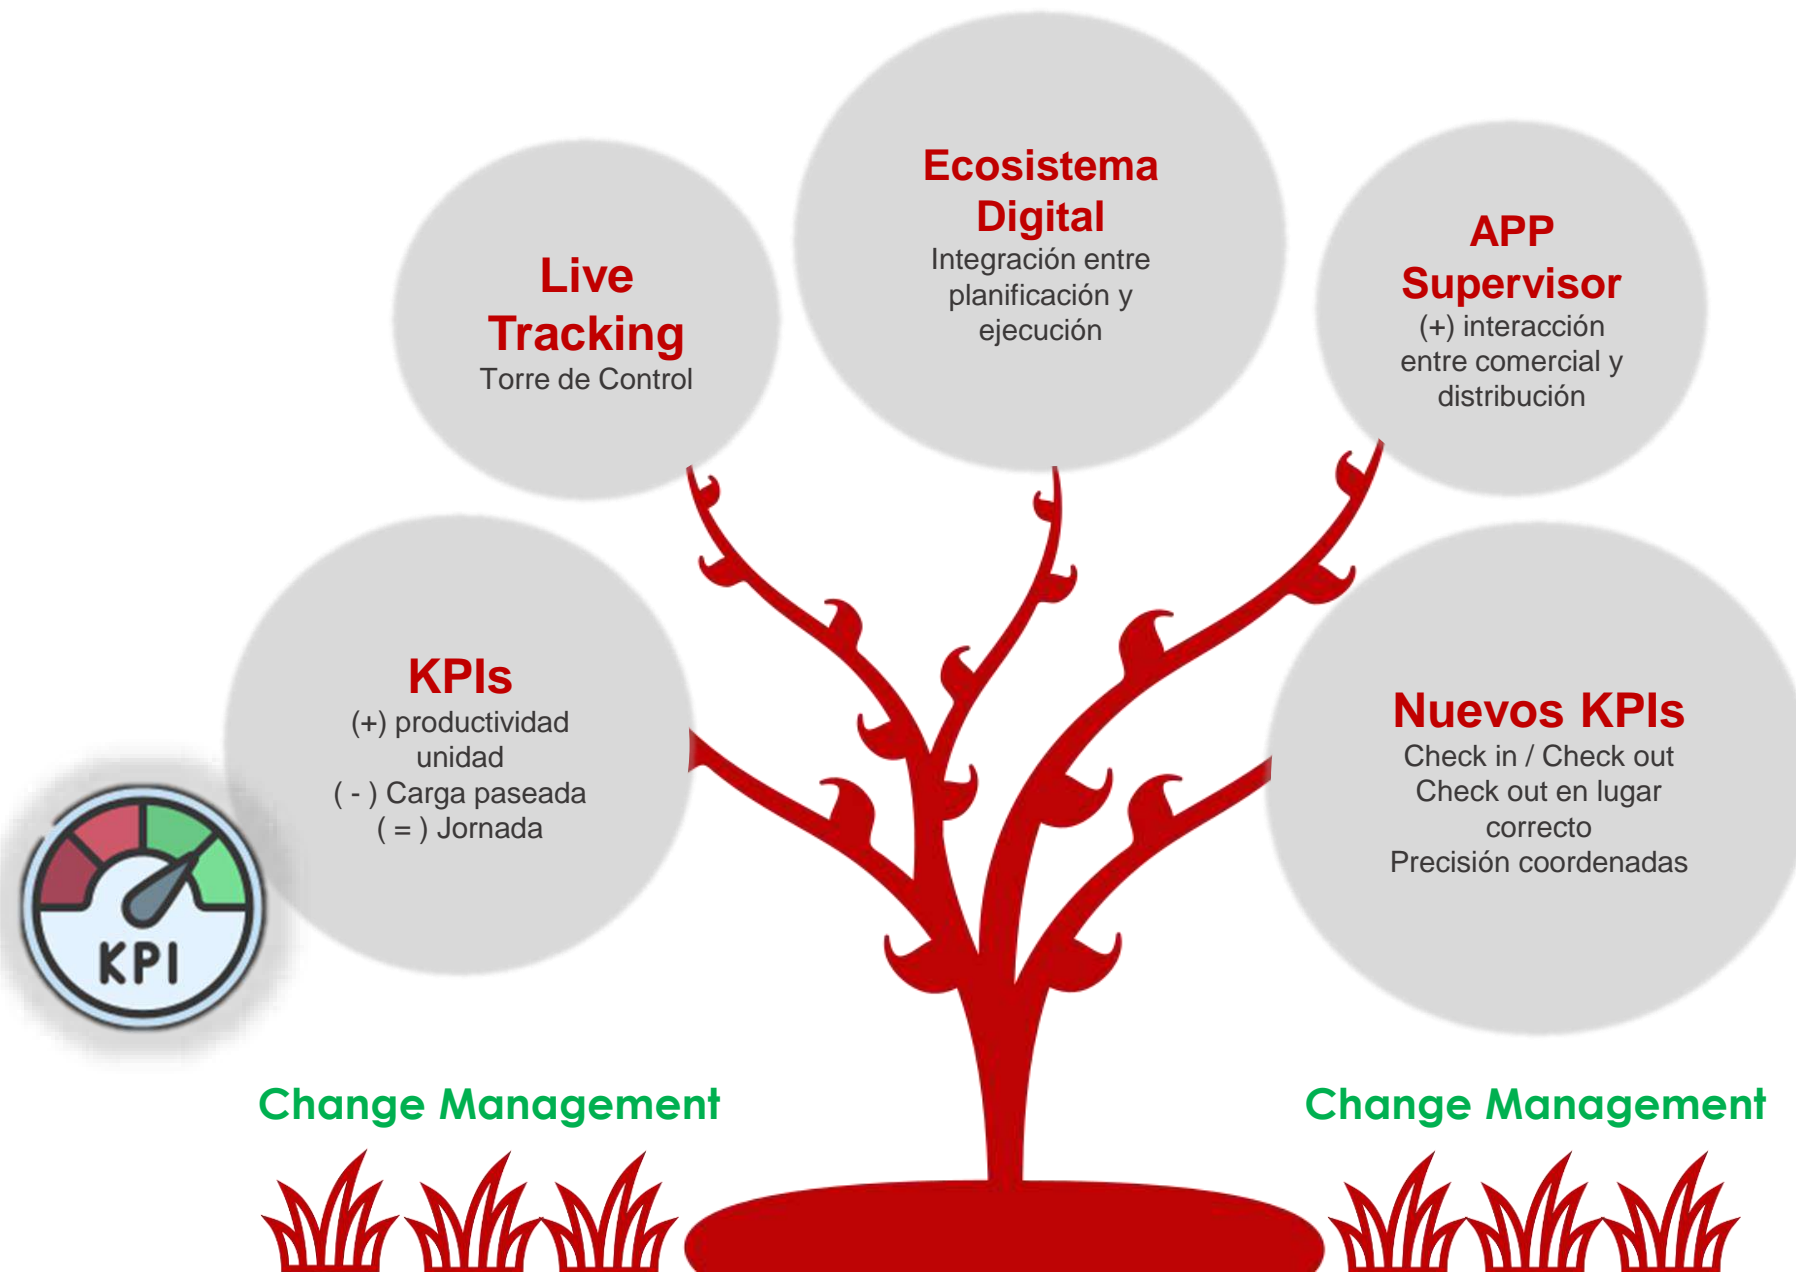 Live
Tracking
Torre de Control
Ecosistema
Digital
Integración entre
planificación y
ejecución
APP
Supervisor
(+) interacción
entre comercial y
distribución
KPIs
(+) productividad
unidad
( - ) Carga paseada
( = ) Jornada
Nuevos KPIs
Check in / Check out
Check out en lugar
correcto
Precisión coordenadas
KPI
Change Management
Change Management